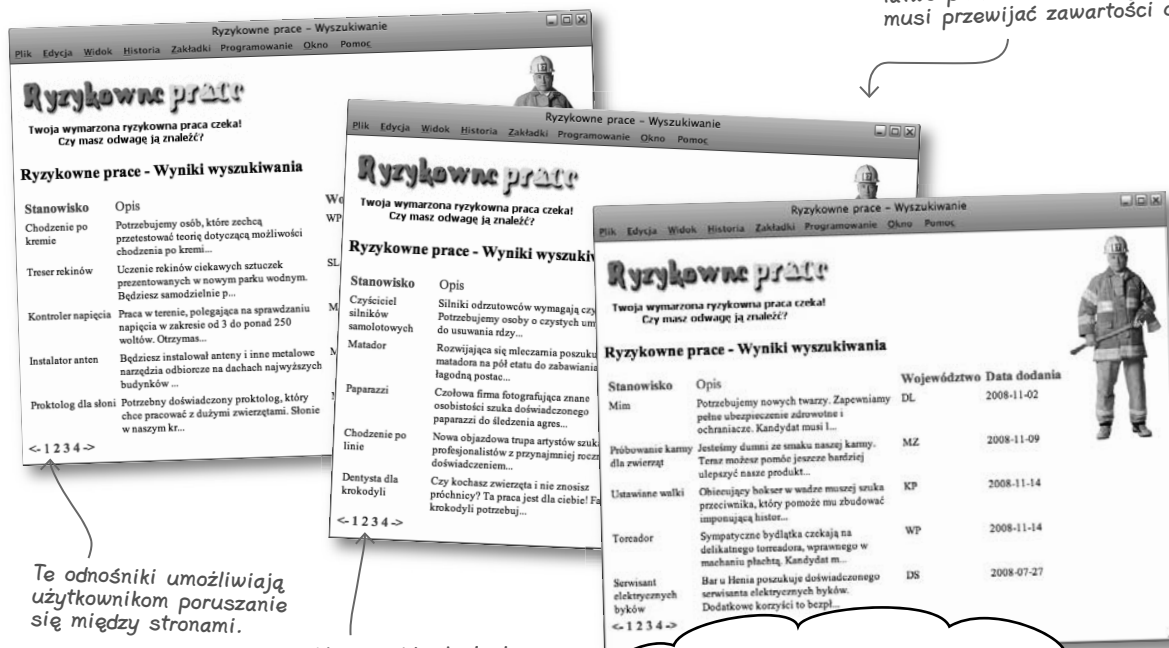 musi przewijać zawartości
Ryzykowne prace - Wyszukiwanie
Plik Edycja Widok Historia Zakładki Programowanie Okno Pomoc
Ryzykowne prace
Twoja wymarzona ryzykowna praca czeka!
Czy masz odwagę ją znaleźć?
Ryzykowne prace - Wyniki wyszukiwania
Stanowisko Opis
Chodzenie po kremie
Potrzebujemy osób, które zechcą
przetestować teorię dotyczącą możliwości
chodzenia po kremi...
WP
Treser rekinów
Uczenie rekinów ciekawych sztuczek
prezentowanych w nowym parku wodnym.
Będziesz samodzielnie p...
Kontroler napięcia
Praca w terenie, polegająca na sprawdzaniu
napięcia w zakresie od 3 do ponad 250
woltów. Otrzymas...
Instalator anten
Będziesz instalował anteny i inne metalowe
narzędzia odbiorcze na dachach najwyższych
budynków ...
Proktolog dla słoni
Potrzebny doświadczony proktolog, który
chce pracować z dużymi zwierzętami. Słonie
w naszym kr...
<- 1 2 3 4 ->
Ryzykowne prace - Wyszukiwanie
Plik Edycja Widok Historia Zakładki Programowanie Okno Pomoc
Ryzykowne prace
Twoja wymarzona ryzykowna praca czeka!
Czy masz odwagę ją znaleźć?
Ryzykowne prace - Wyniki
Stanowisko Opis
Czyściciel
silników
samolotowych
Silniki odrzutowców wymagają
Potrzebujemy osoby o czystych
do usuwania rdzy...
Matador
Rozwijająca się mleczarnia
matadora na pół etatu do zabawiania
łagodną postac...
Paparazzi
Czołowa firma fotografująca znane
osobistości szuka doświadczonego
paparazzi do śledzenia agres...
Chodzenie po
linie
Nowa objazdowa trupa artystów
profesjonalistów z przynajmniej
doświadczeniem...
Dentysta dla
krokodyli
Czy kochasz zwierzęta i nie znosisz
próchnicy? Ta praca jest dla ciebie!
krokodyli potrzebuj...
<- 1 2 3 4 ->
Ryzykowne prace - Wyszukiwanie
Plik Edycja Widok Historia Zakładki Programowanie Okno Pomoc
Ryzykowne prace
Twoja wymarzona ryzykowna praca czeka!
Czy masz odwagę ją znaleźć?
Ryzykowne prace - Wyniki wyszukiwania
Stanowisko Opis Województwo Data dodania
Mim
Potrzebujemy nowych twarzy. Zapewniamy
pełne ubezpieczenie zdrowotne i
ochraniacze. Kandydat musi l...
DL 2008-11-02
Próbowanie karmy
dla zwierząt
Jesteśmy dumni ze smaku naszej karmy.
Teraz możesz pomóc jeszcze bardziej
ulepszyć nasze produkt...
MZ 2008-11-09
Ustawiane walki
Obiecujący bokser w wadze muszej szuka
przeciwnika, który pomoże mu zbudować
imponującą histor...
KP 2008-11-14
Toreador
Sympatyczne bydlątka czekają na
delikatnego torreadora, wprawnego w
machaniu płachtą. Kandydat m...
WP 2008-11-14
Serwisant
elektrycznych
byków
Bar u Henia poszukuje doświadczonego
serwisanta elektrycznych byków.
Dodatkowe korzyści to bezpł...
DS 2008-07-27
<- 1 2 3 4 ->
Te odnośniki umożliwiają
użytkownikom poruszanie
się między stronami.